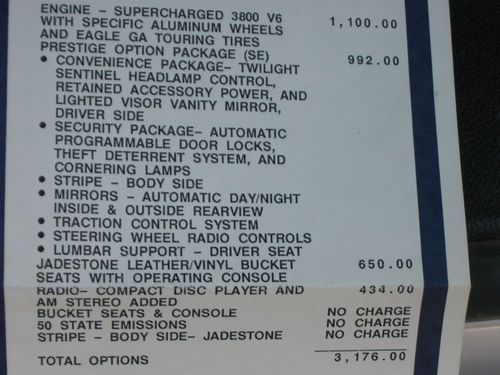 ENGINE - SUPERCHARGED 3800 V6
WITH SPECIFIC ALUMINUM WHEELS 1,100.00
AND EAGLE GA TOURING TIRES
PRESTIGE OPTION PACKAGE (SE)
• CONVENIENCE PACKAGE- TWILIGHT 992.00
SENTINEL HEADLAMP CONTROL,
RETAINED ACCESSORY POWER, AND
LIGHTED VISOR VANITY MIRROR,
DRIVER SIDE
• SECURITY PACKAGE- AUTOMATIC
PROGRAMMABLE DOOR LOCKS,
THEFT DETERRENT SYSTEM, AND
CORNERING LAMPS
• STRIPE - BODY SIDE
• MIRRORS - AUTOMATIC DAY/NIGHT
INSIDE & OUTSIDE REARVIEW
• TRACTION CONTROL SYSTEM
• STEERING WHEEL RADIO CONTROLS
• LUMBAR SUPPORT - DRIVER SEAT
JADESTONE LEATHER/VINYL BUCKET 650.00
SEATS WITH OPERATING CONSOLE
RADIO- COMPACT DISC PLAYER AND 434.00
AM STEREO ADDED
BUCKET SEATS & CONSOLE NO CHARGE
50 STATE EMISSIONS NO CHARGE
STRIPE - BODY SIDE- JADESTONE NO CHARGE
TOTAL OPTIONS 3,176.00